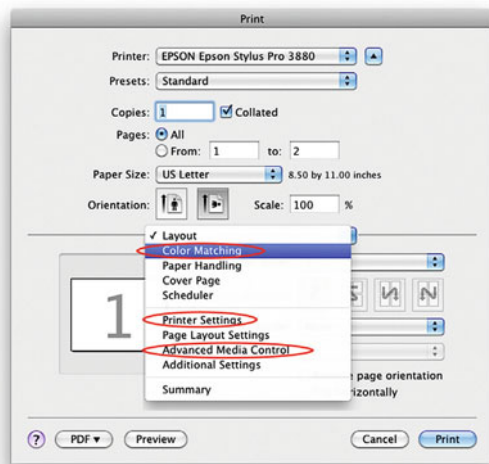 Print
Printer: EPSON Epson Stylus Pro 3880
Presets: Standard
Copies: 1 Collated
Pages: All
From: 1 to: 2
Paper Size: US Letter 8.50 by 11.00 inches
Orientation: Scale: 100 %
✓ Layout
Color Matching
Paper Handling
Cover Page
Scheduler
Printer Settings
Page Layout Settings
Advanced Media Control
Additional Settings
Summary
1
page orientation
? PDF ▾ Preview Cancel Print